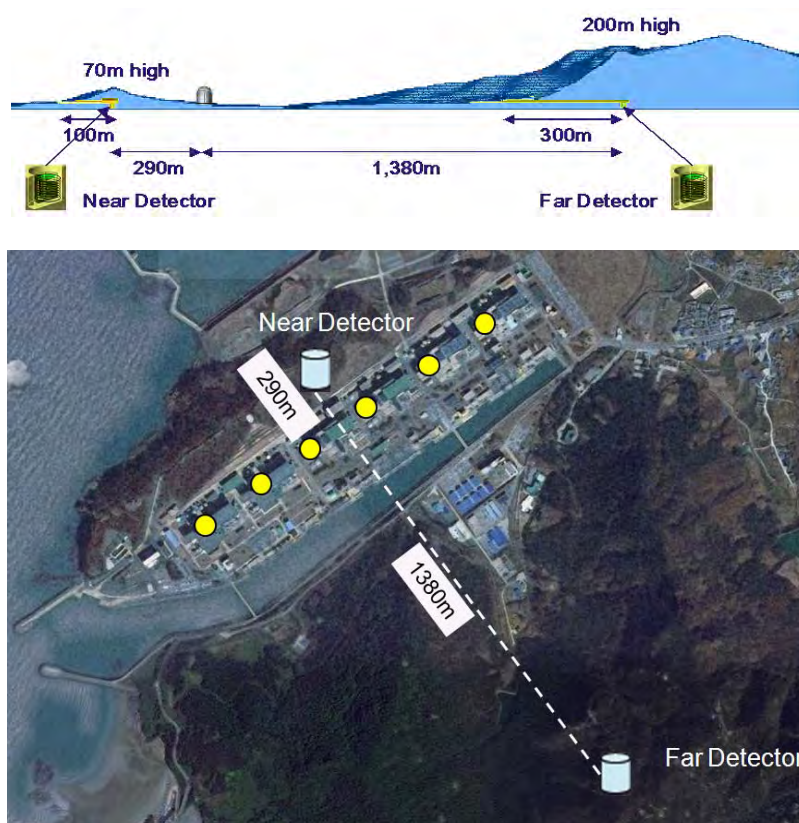 200m high
70m high
100m
300m
290m
1,380m
Near Detector
Far Detector
Near Detector
290m
1380m
Far Detector